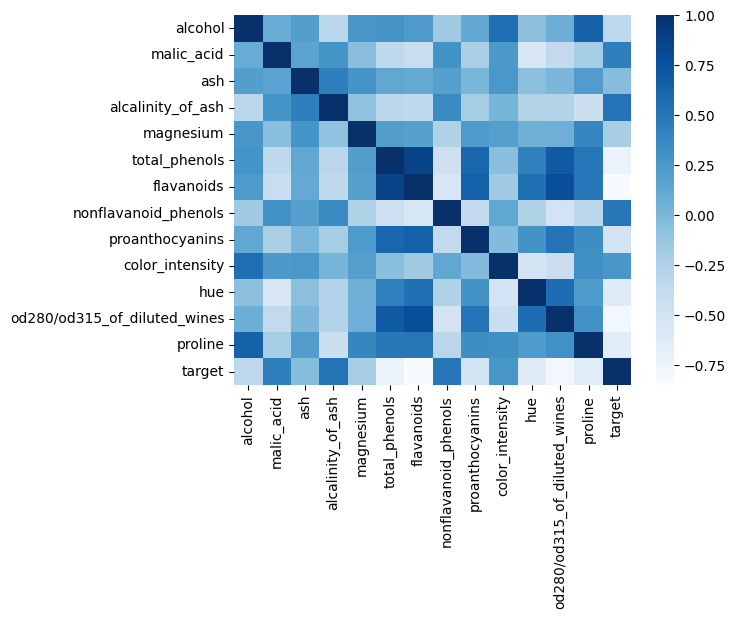 alcohol
malic_acid
ash
alcalinity_of_ash
magnesium
total_phenols
flavanoids
nonflavanoid_phenols
proanthocyanins
color_intensity
hue
od280/od315_of_diluted_wines
proline
target
alcohol
malic_acid
ash
alcalinity_of_ash
magnesium
total_phenols
flavanoids
nonflavanoid_phenols
proanthocyanins
color_intensity
hue
od280/od315_of_diluted_wines
proline
target
1.00
0.75
0.50
0.25
0.00
−0.25
−0.50
−0.75